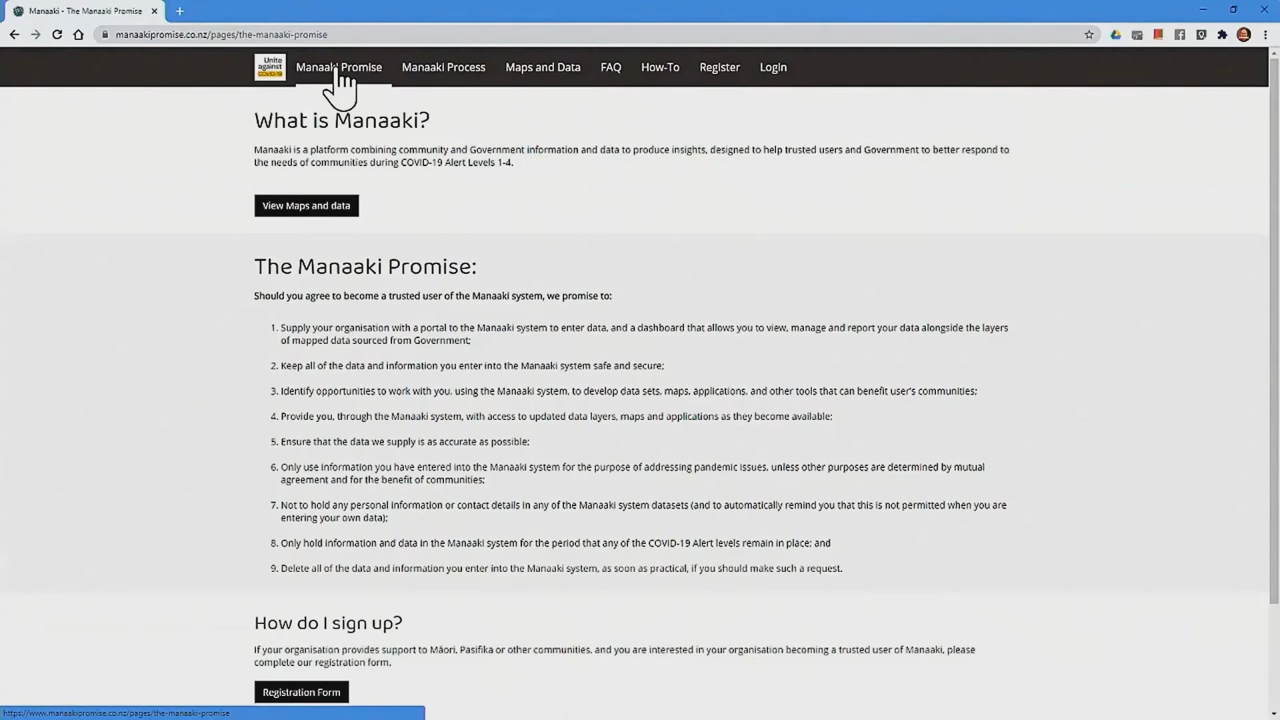 Manaaki - The Manaaki Promise
manaakipromise.co.nz/pages/the-manaaki-promise
Unite
against
COVID-19
Manaaki Promise
Manaaki Process
Maps and Data
FAQ
How-To
Register
Login
What is Manaaki?
Manaaki is a platform combining community and Government information and data to produce insights, designed to help trusted users and Government to better respond to
the needs of communities during COVID-19 Alert Levels 1-4.
View Maps and data
The Manaaki Promise:
Should you agree to become a trusted user of the Manaaki system, we promise to:
1. Supply your organisation with a portal to the Manaaki system to enter data, and a dashboard that allows you to view, manage and report your data alongside the layers
of mapped data sourced from Government;
2. Keep all of the data and information you enter into the Manaaki system safe and secure;
3. Identify opportunities to work with you, using the Manaaki system, to develop data sets, maps, applications, and other tools that can benefit user's communities;
4. Provide you, through the Manaaki system, with access to updated data layers, maps and applications as they become available;
5. Ensure that the data we supply is as accurate as possible;
6. Only use information you have entered into the Manaaki system for the purpose of addressing pandemic issues, unless other purposes are determined by mutual
agreement and for the benefit of communities;
7. Not to hold any personal information or contact details in any of the Manaaki system datasets (and to automatically remind you that this is not permitted when you are
entering your own data);
8. Only hold information and data in the Manaaki system for the period that any of the COVID-19 Alert levels remain in place; and
9. Delete all of the data and information you enter into the Manaaki system, as soon as practical, if you should make such a request.
How do I sign up?
If your organisation provides support to Māori, Pasifika or other communities, and you are interested in your organisation becoming a trusted user of Manaaki, please
complete our registration form.
Registration Form
https://www.manaakipromise.co.nz/pages/the-manaaki-promise